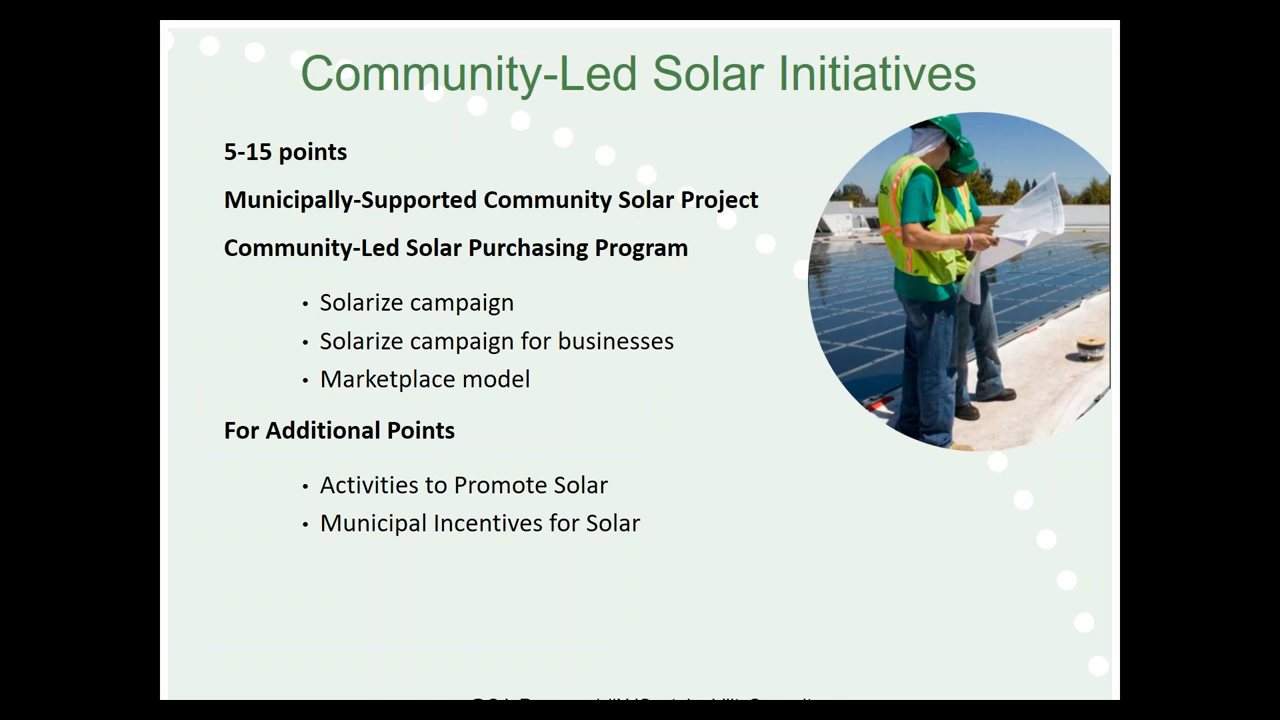 Community-Led Solar Initiatives
5-15 points
Municipally-Supported Community Solar Project
Community-Led Solar Purchasing Program
• Solarize campaign
• Solarize campaign for businesses
• Marketplace model
For Additional Points
• Activities to Promote Solar
• Municipal Incentives for Solar